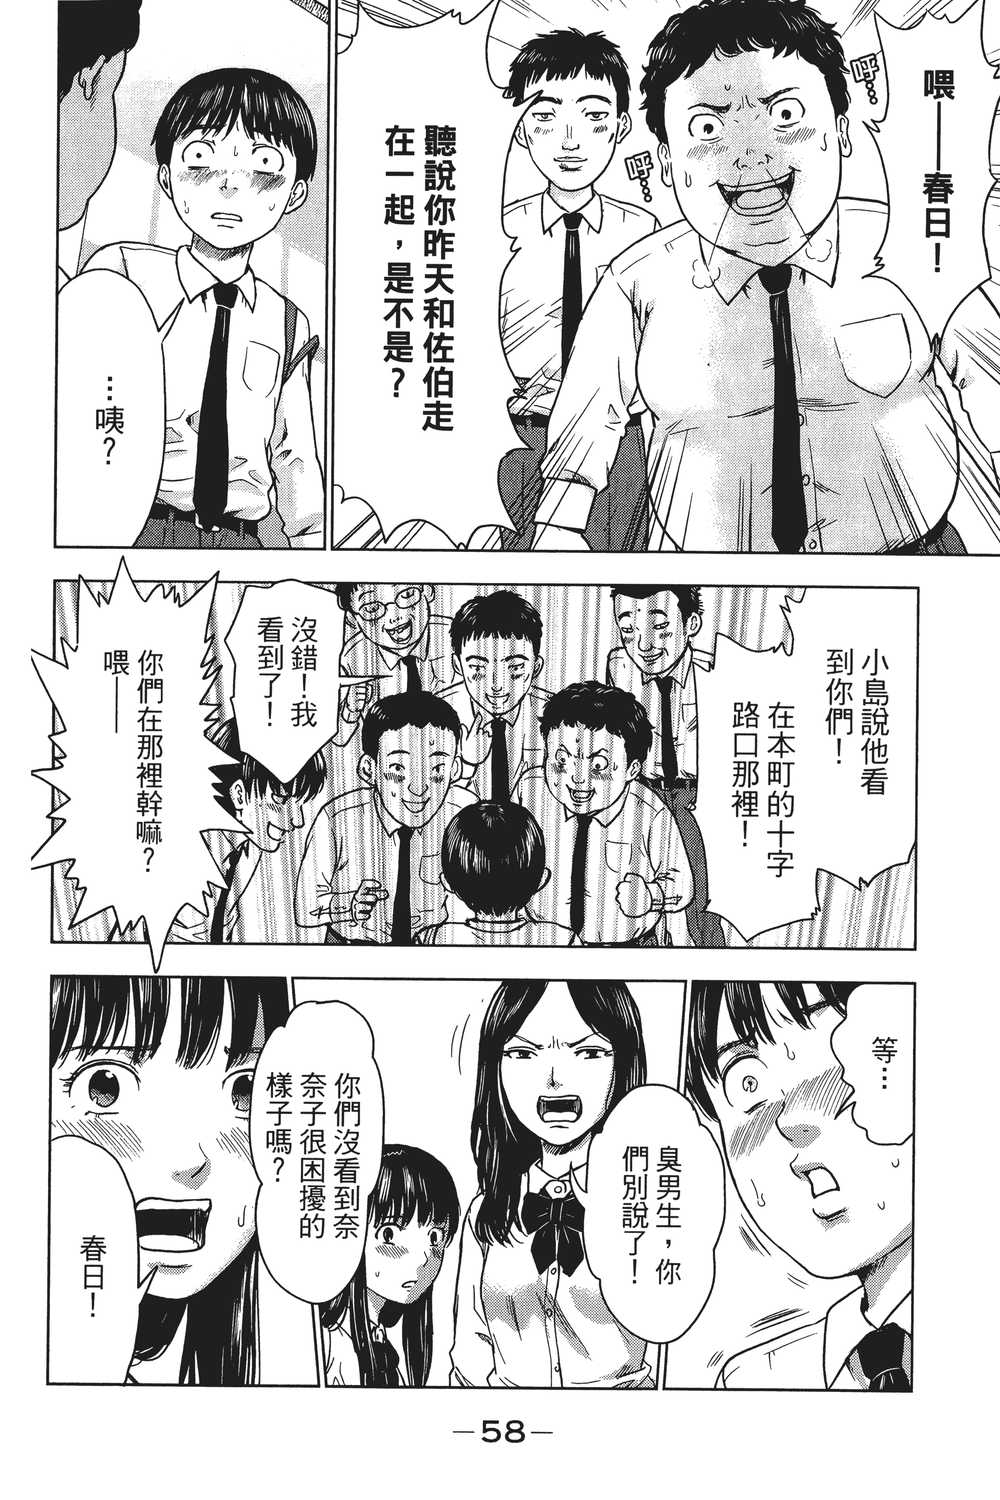 喂——春日！
呼…
呼…
聽說你昨天和佐伯走
在一起，是不是？
…咦？
小島說他看
到你們！
在本町的十字
路口那裡！
沒錯！我
看到了！
你們在那裡幹嘛？
喂——
等…
臭男生，你
們別說了！
你們沒看到奈
奈子很困擾的
樣子嗎？
春日！
—58—